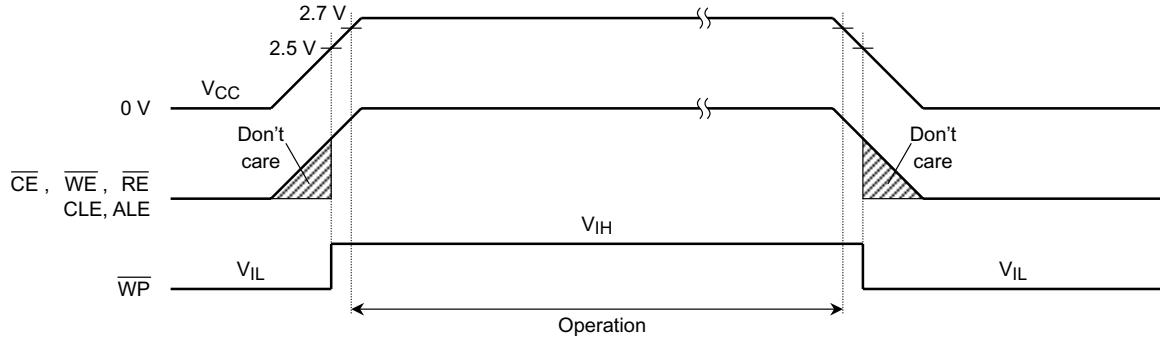 2.7 V
2.5 V
VCC
0 V
Don't
care
Don't
care
CE , WE , RE
CLE, ALE
VIH
VIL
VIL
WP
Operation